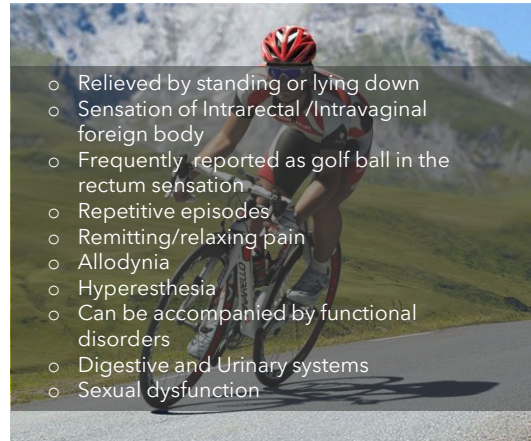 o Relieved by standing or lying down
o Sensation of Intrarectal /Intravaginal
foreign body
o Frequently  reported as golf ball in the
rectum sensation
o Repetitive episodes
o Remitting/relaxing pain
o Allodynia
o Hyperesthesia
o Can be accompanied by functional
disorders
o Digestive and Urinary systems
o Sexual dysfunction